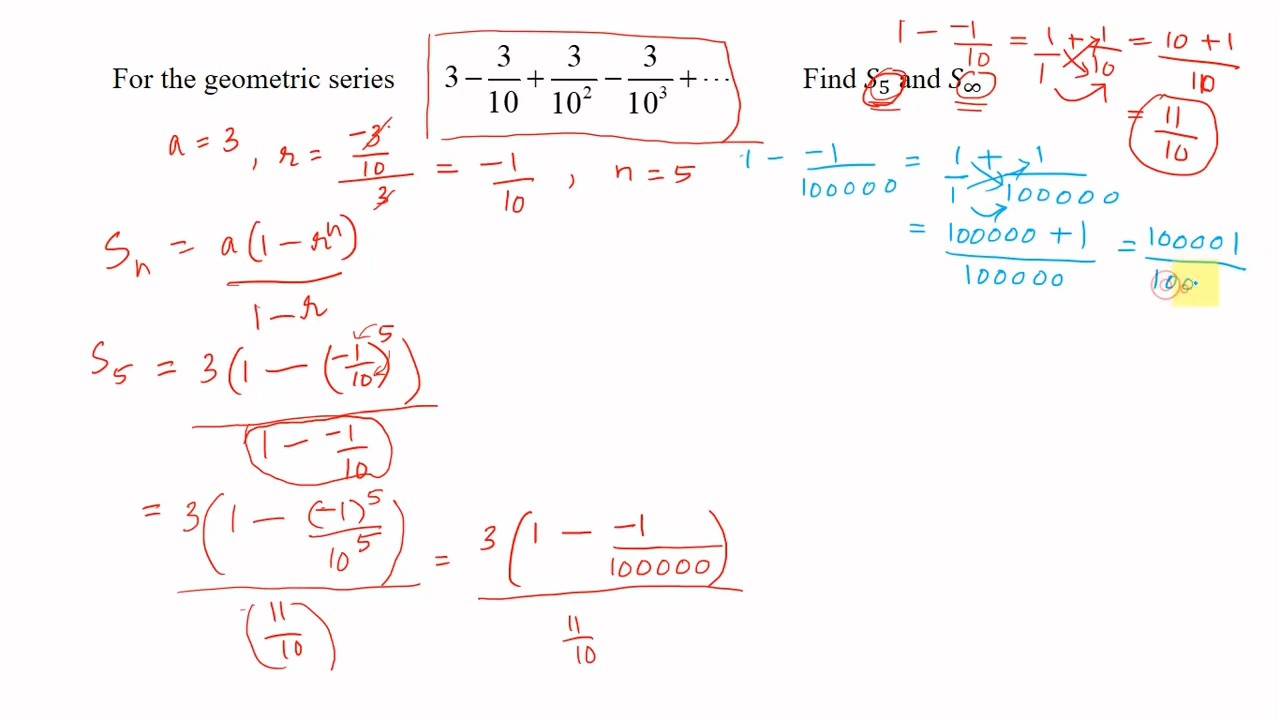 For the geometric series 3 − 3/10 + 3/10² − 3/10³ + ⋯ Find S₅ and S∞
1 − -1/10 = 1/1 + 1/10 = (10 + 1)/10
= 11/10
a = 3, r = (-3/10)/3 = -1/10, n = 5
1 − -1/100000 = 1/1 + 1/100000
= (100000 + 1)/100000 = 100001/100
Sₙ = a(1 − rⁿ)/(1 − r)
S₅ = 3(1 − (-1/10)⁵)/(1 − -1/10)
= 3(1 − (-1)⁵/10⁵)/(11/10) = 3(1 − -1/100000)/(11/10)